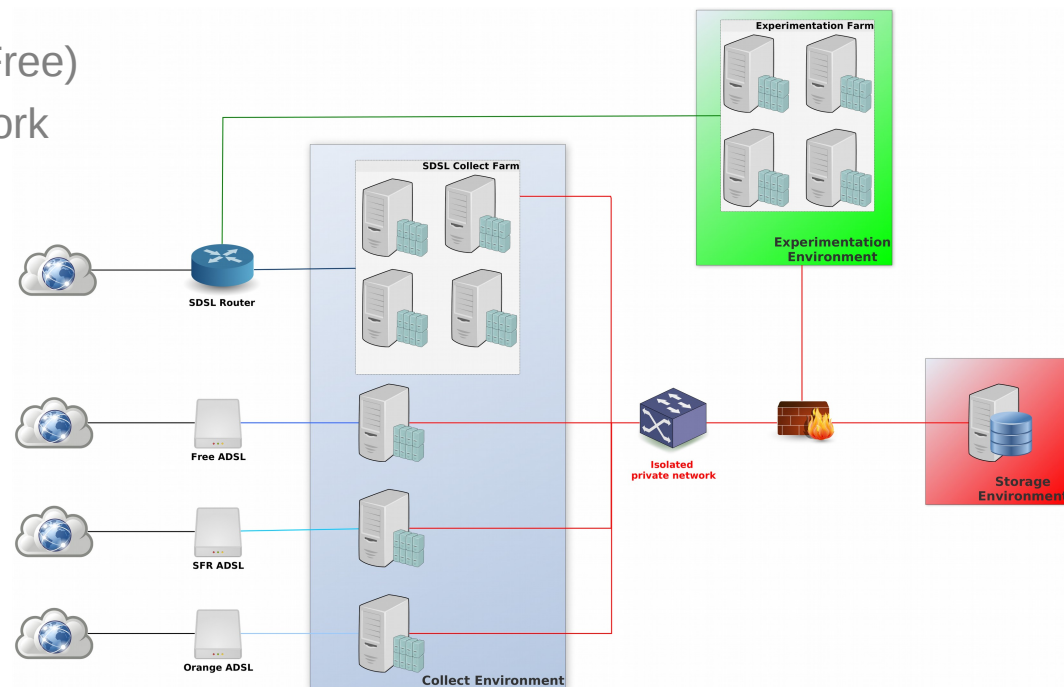 Free)
ork
Experimentation Farm
SDSL Collect Farm
Experimentation
Environment
SDSL Router
Free ADSL
Isolated
private network
Storage
Environment
SFR ADSL
Orange ADSL
Collect Environment